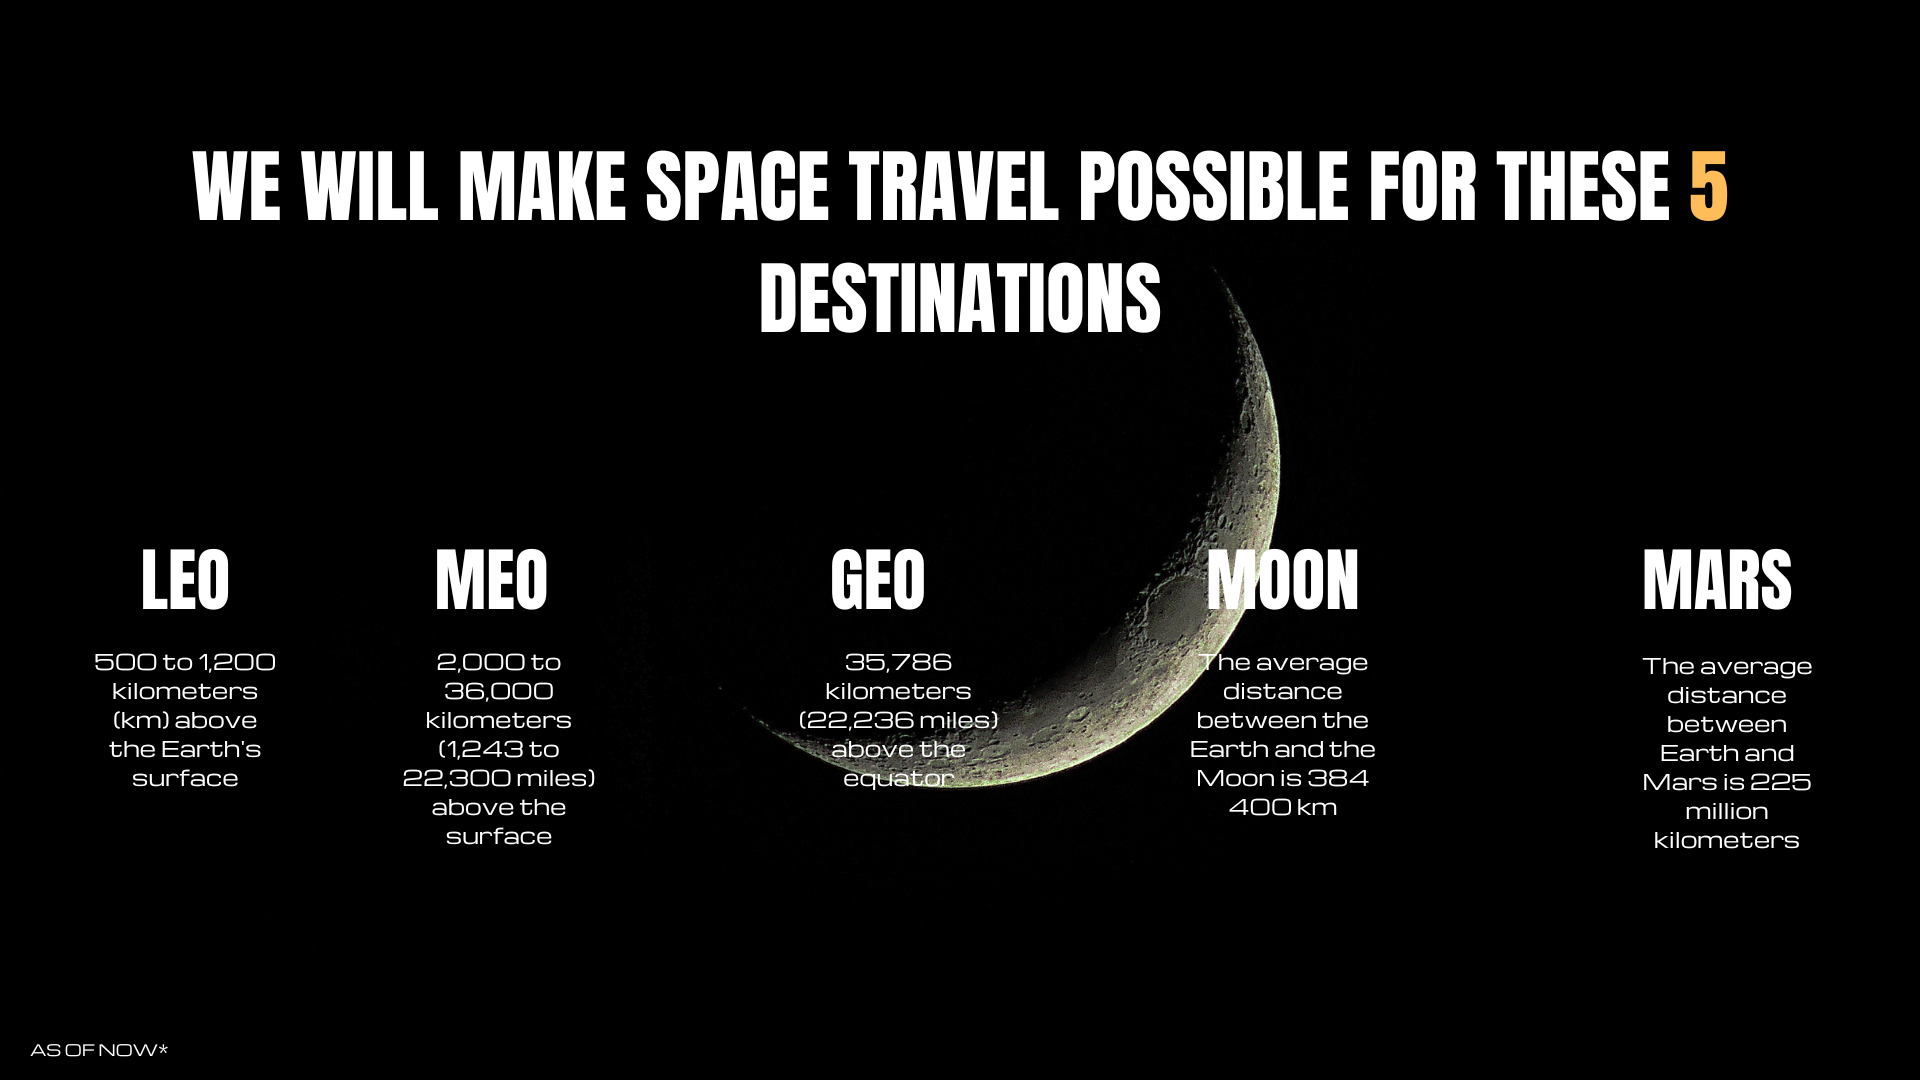 WE WILL MAKE SPACE TRAVEL POSSIBLE FOR THESE 5
DESTINATIONS
LEO
500 to 1,200
kilometers
(km) above
the Earth's
surface
MEO
2,000 to
36,000
kilometers
(1,243 to
22,300 miles)
above the
surface
GEO
35,786
kilometers
(22,236 miles)
above the
equator
MOON
The average
distance
between the
Earth and the
Moon is 384
400 km
MARS
The average
distance
between
Earth and
Mars is 225
million
kilometers
AS OF NOW*